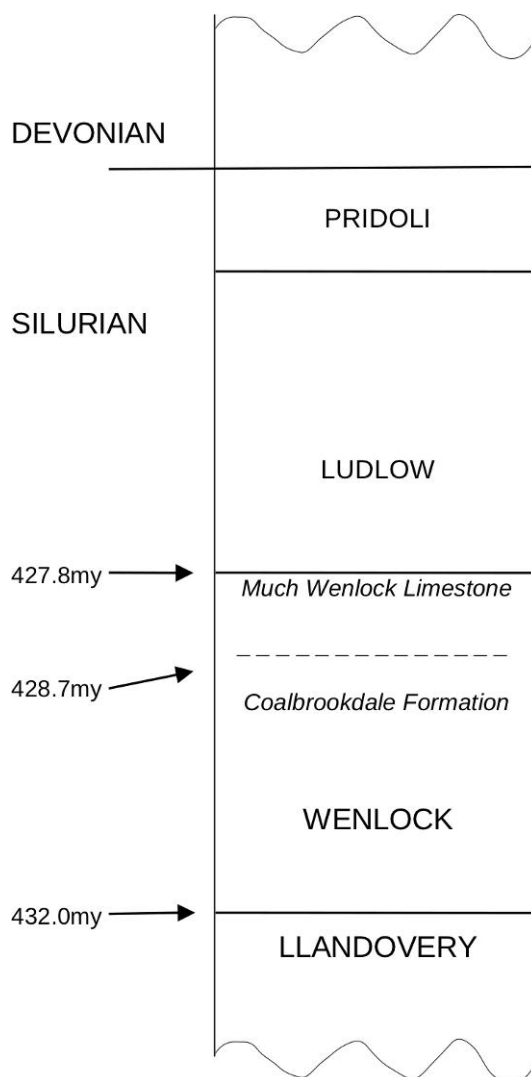 DEVONIAN
PRIDOLI
SILURIAN
LUDLOW
427.8my
Much Wenlock Limestone
428.7my
Coalbrookdale Formation
WENLOCK
432.0my
LLANDOVERY